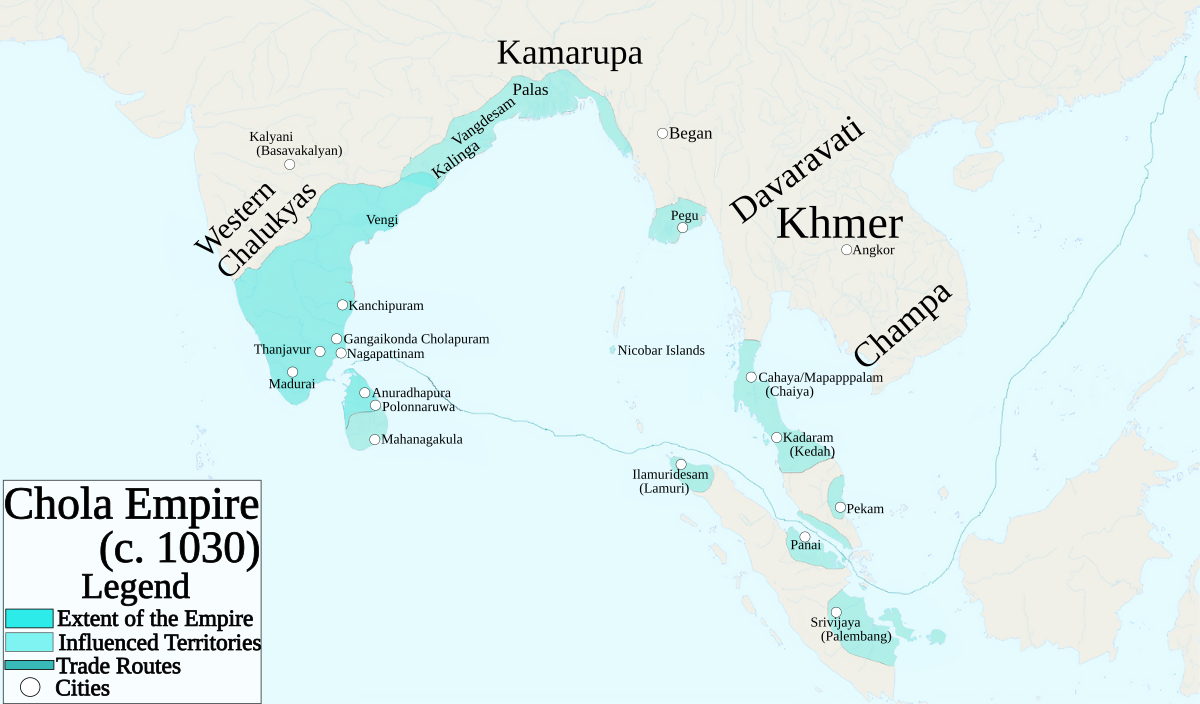 Kamarupa
Palas
Vangdesam
Kalinga
Began
Davaravati
Kalyani
(Basavakalyan)
Western
Chalukyas
Vengi
Pegu
Khmer
Angkor
Champa
Kanchipuram
Gangaikonda Cholapuram
Thanjavur
Nagapattinam
Nicobar Islands
Madurai
Cahaya/Mapapppalam
(Chaiya)
Anuradhapura
Polonnaruwa
Mahanagakula
Kadaram
(Kedah)
Ilamuridesam
(Lamuri)
Pekam
Panai
Srivijaya
(Palembang)
Chola Empire
(c. 1030)
Legend
Extent of the Empire
Influenced Territories
Trade Routes
Cities